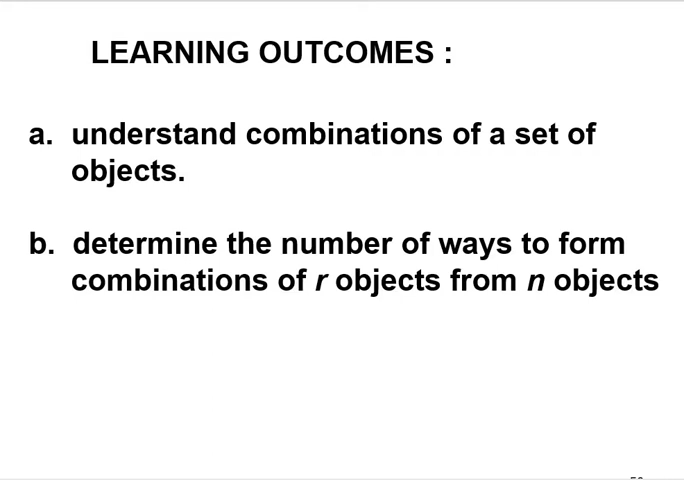 LEARNING OUTCOMES :
a. understand combinations of a set of
objects.
b. determine the number of ways to form
combinations of r objects from n objects